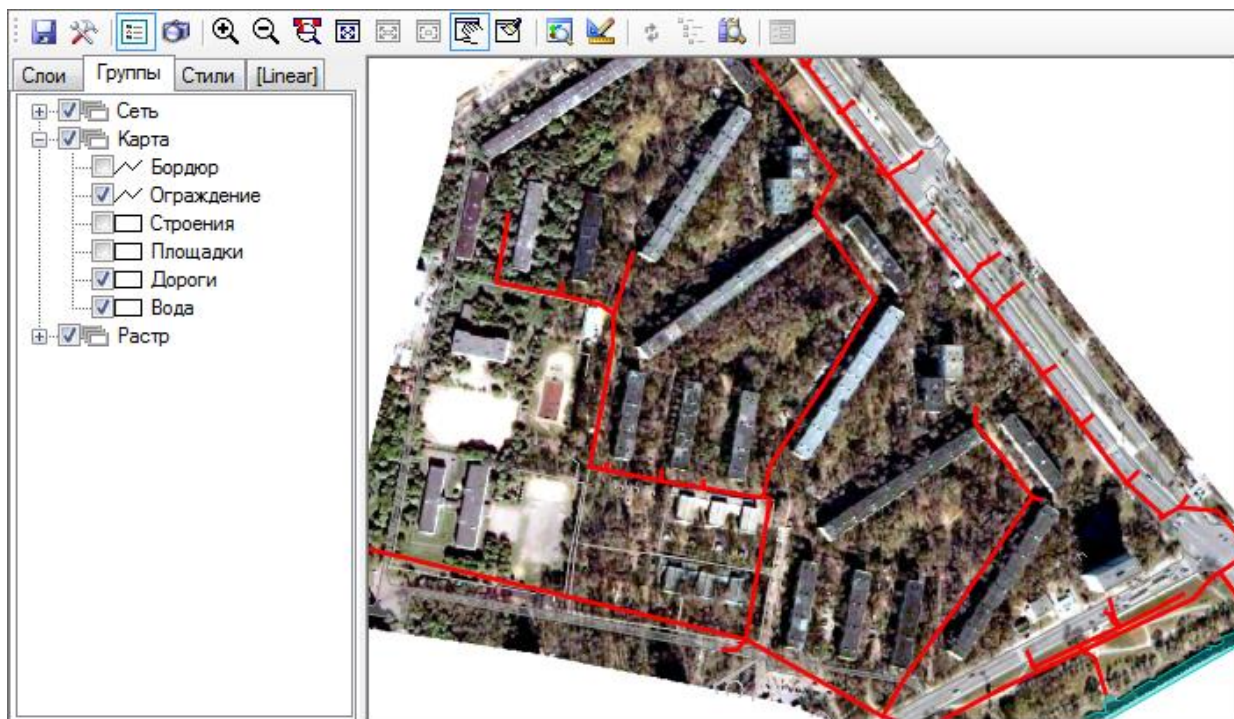 Слои Группы Стили [Linear]
Сеть
Карта
Бордюр
Ограждение
Строения
Площадки
Дороги
Вода
Растр